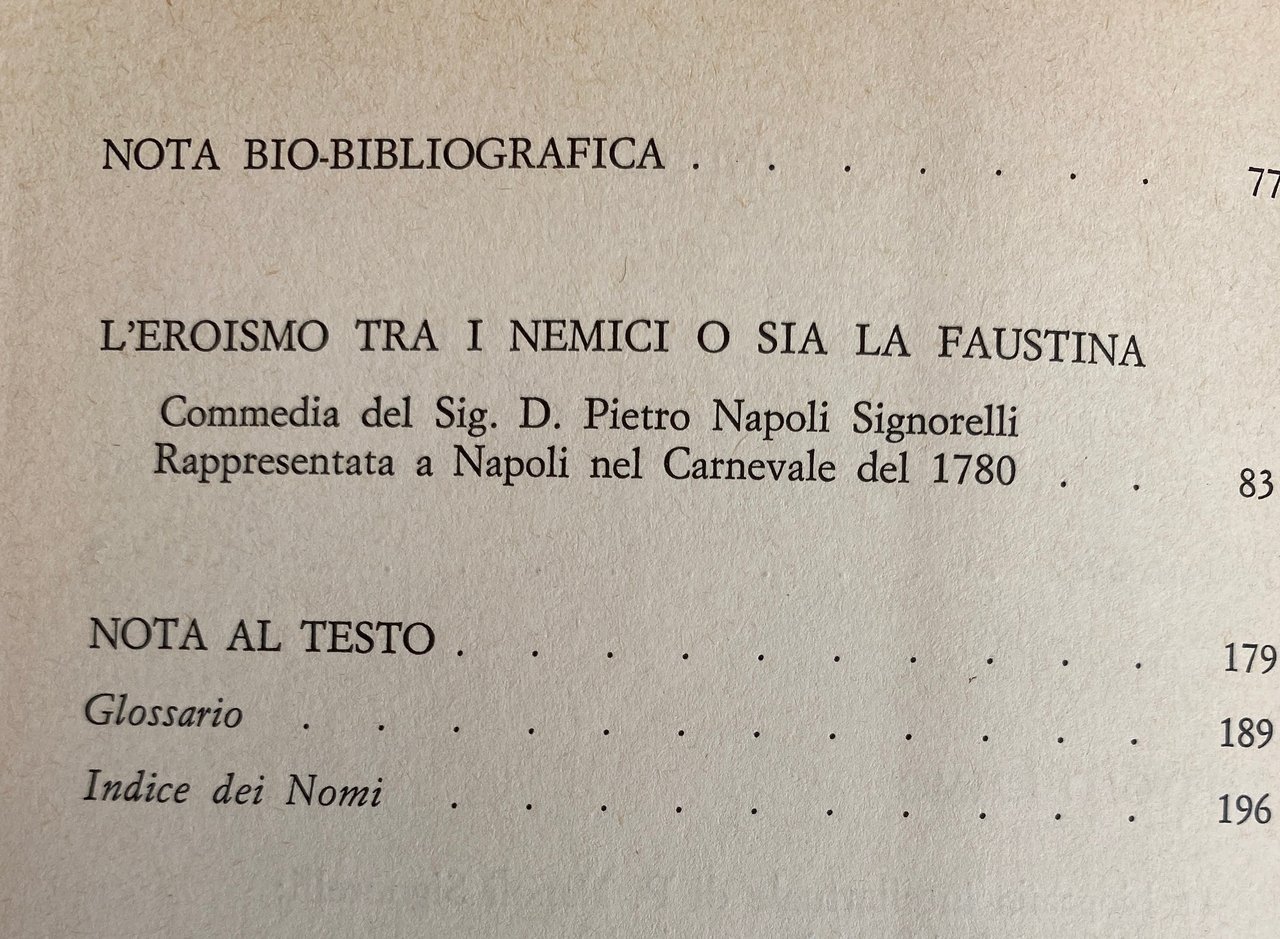 NOTA BIO-BIBLIOGRAFICA . . . . . . . 77
L'EROISMO TRA I NEMICI O SIA LA FAUSTINA
Commedia del Sig. D. Pietro Napoli Signorelli
Rappresentata a Napoli nel Carnevale del 1780 . . 83
NOTA AL TESTO . . . . . . . . . . 179
Glossario . . . . . . . . . . . . 189
Indice dei Nomi . . . . . . . . . . 196